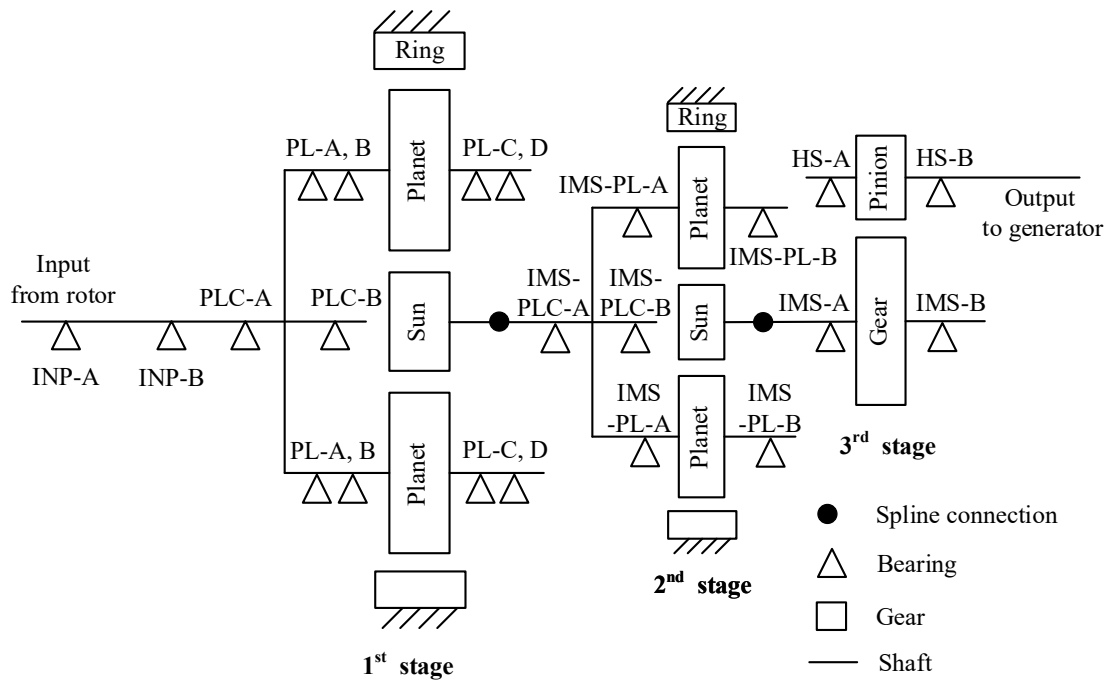 Ring
Planet
PL-A, B
PL-C, D
Ring
Planet
IMS-PL-A
IMS-PL-B
HS-A
Pinion
HS-B
Output
to generator
Input
from rotor
INP-A
INP-B
PLC-A
PLC-B
Sun
IMS-
PLC-A
IMS-
PLC-B
Sun
IMS-A
Gear
IMS-B
PL-A, B
Planet
PL-C, D
IMS
-PL-A
Planet
IMS
-PL-B
3rd stage
2nd stage
1st stage
Spline connection
Bearing
Gear
Shaft